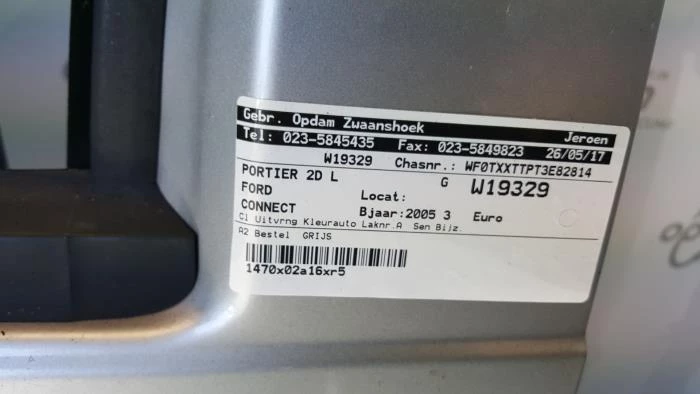 Gebr. Opdam Zwaanshoek Jeroen
Tel: 023-5845435 Fax: 023-5849823 26/05/17
W19329 Chasnr.: WF0TXXTTPT3E82814
PORTIER 2D L G W19329
FORD Locat:
CONNECT Bjaar:2005 3 Euro
Cl Uitvrng Kleurauto Laknr.A Sen Bijz.
A2 Bestel GRIJS
1470x02a16xr5